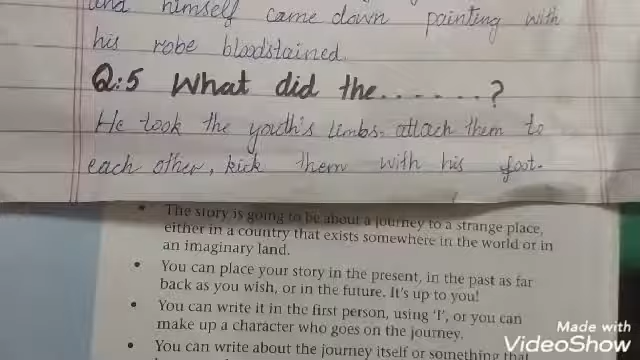 and himself came down painting with
his robe bloodstained.
Q:5 What did the.......?
He took the youth's limbs. attach them to
each other, kick them with his foot.
• The story is going to be about a journey to a strange place,
either in a country that exists somewhere in the world or in
an imaginary land.
• You can place your story in the present, in the past as far
back as you wish, or in the future. It's up to you!
• You can write it in the first person, using 'I', or you can
make up a character who goes on the journey.
• You can write about the journey itself or something that
Made with
VideoShow